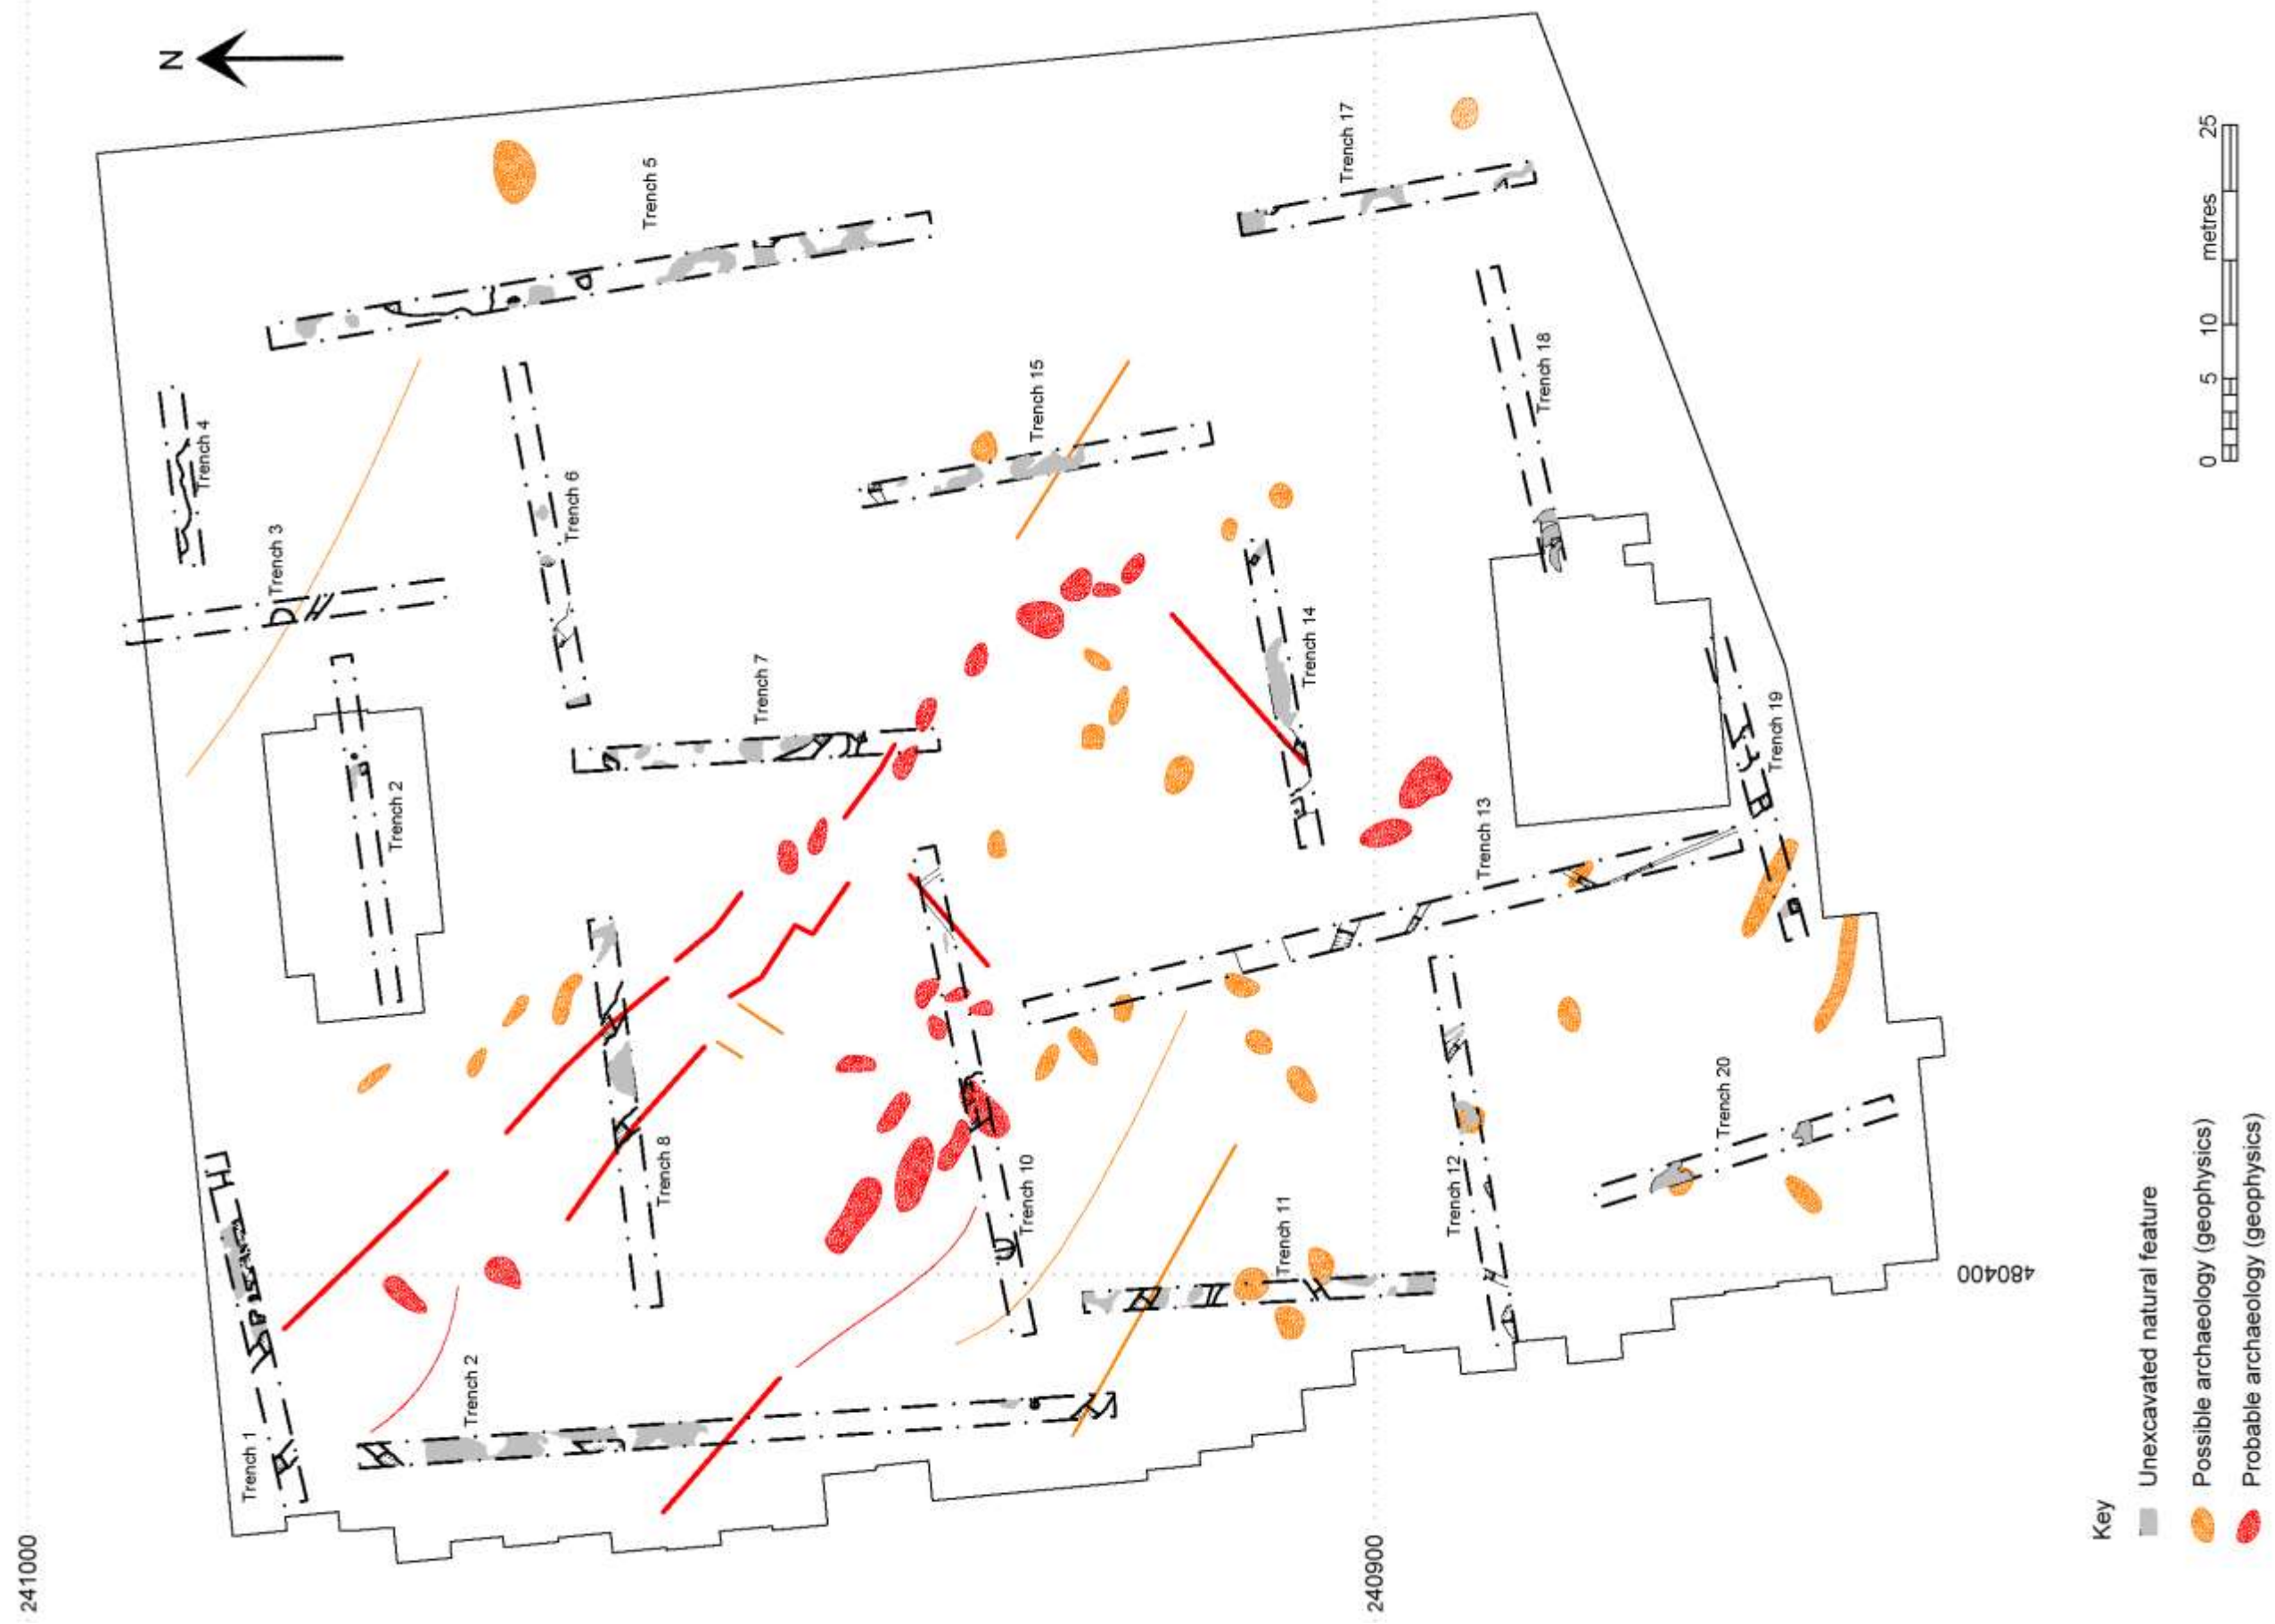 N
241000
Trench 1
Trench 2
Trench 3
Trench 4
Trench 2
Trench 5
Trench 6
Trench 7
Trench 8
Trench 10
Trench 15
Trench 14
Trench 11
Trench 17
240900
Trench 13
Trench 12
Trench 18
Trench 19
Trench 20
480400
0 5 10 metres 25
Key
Unexcavated natural feature
Possible archaeology (geophysics)
Probable archaeology (geophysics)